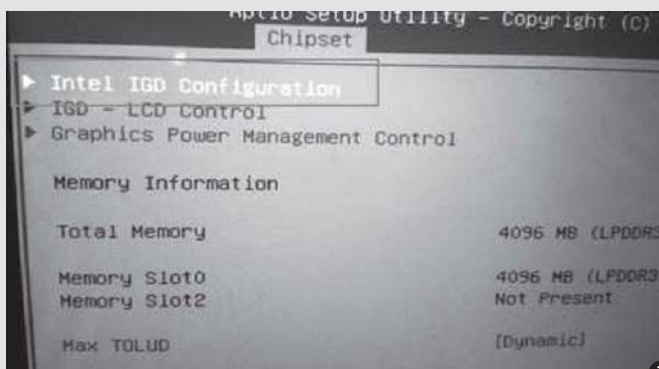 Aptio Setup Utility - Copyright (C)
Chipset
Intel IGD Configuration
IGD - LCD Control
Graphics Power Management Control
Memory Information
Total Memory 4096 MB (LPDDR3
Memory Slot0 4096 MB (LPDDR3
Memory Slot2 Not Present
Max TOLUD [Dynamic]